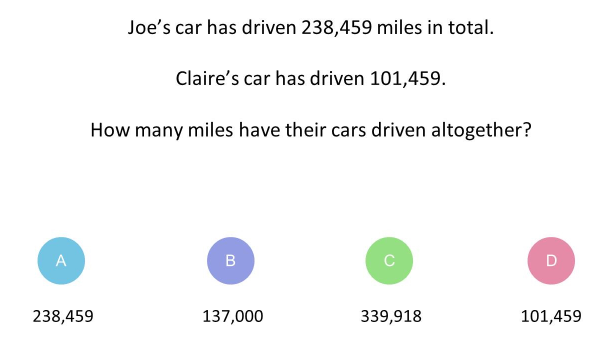 Joe’s car has driven 238,459 miles in total.
Claire’s car has driven 101,459.
How many miles have their cars driven altogether?
A B C D
238,459 137,000 339,918 101,459